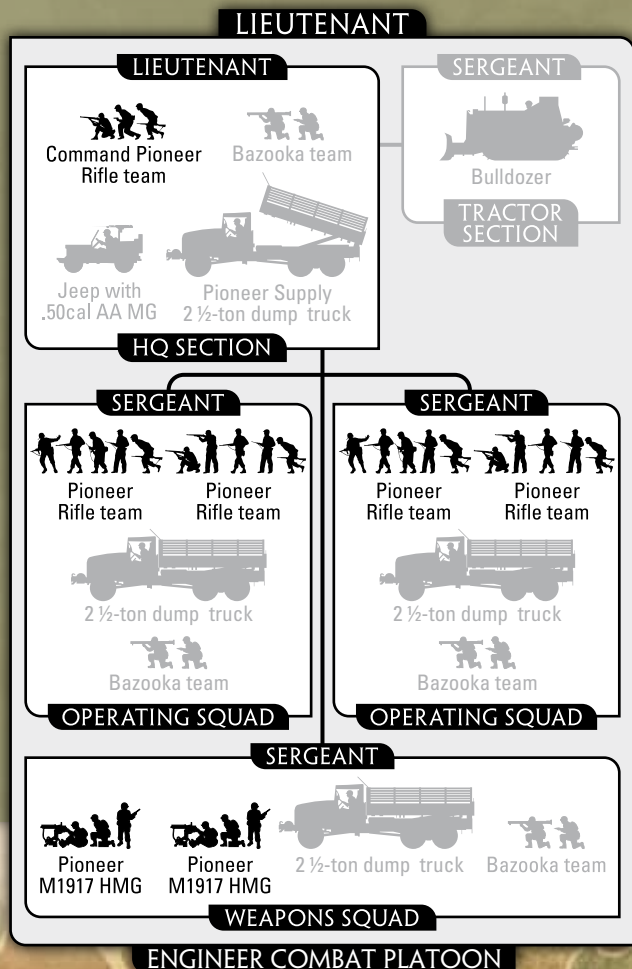 LIEUTENANT
LIEUTENANT
Command Pioneer
Rifle team
Bazooka team
Jeep with
.50cal AA MG
Pioneer Supply
2 ½-ton dump truck
HQ SECTION
SERGEANT
Bulldozer
TRACTOR
SECTION
SERGEANT
Pioneer
Rifle team
Pioneer
Rifle team
2 ½-ton dump truck
Bazooka team
OPERATING SQUAD
SERGEANT
Pioneer
Rifle team
Pioneer
Rifle team
2 ½-ton dump truck
Bazooka team
OPERATING SQUAD
SERGEANT
Pioneer
M1917 HMG
Pioneer
M1917 HMG
2 ½-ton dump truck
Bazooka team
WEAPONS SQUAD
ENGINEER COMBAT PLATOON